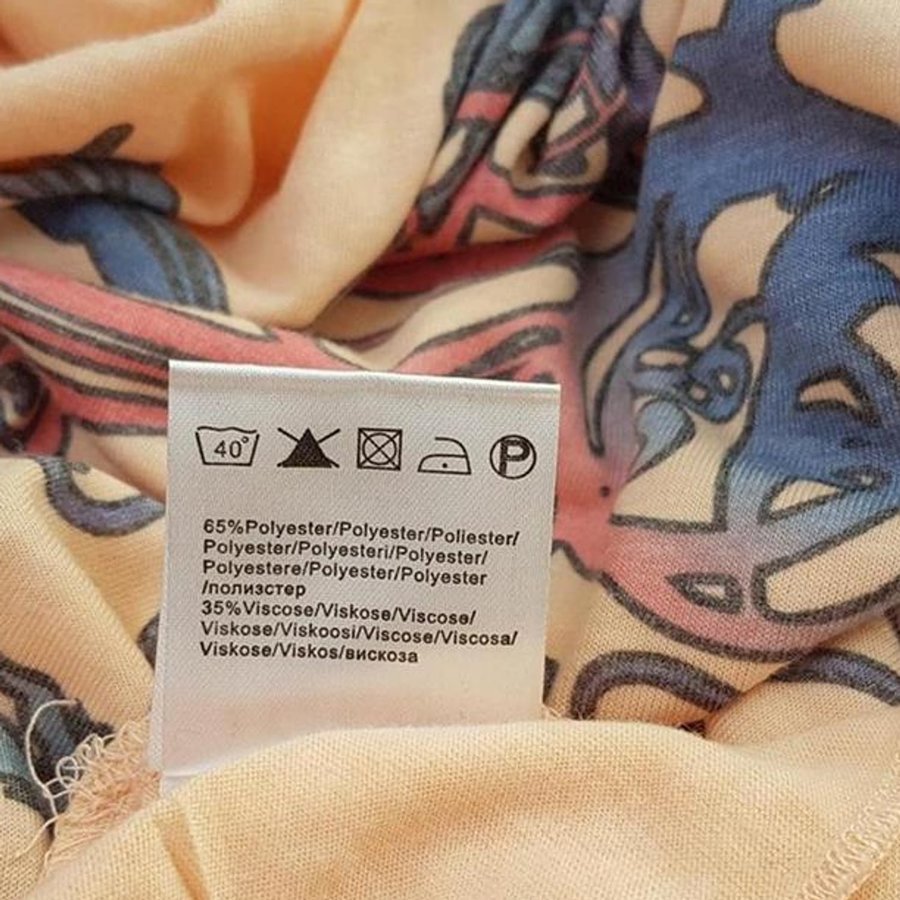 40° P
65%Polyester/Polyester/Poliester/
Polyester/Polyesteri/Polyester/
Polyestere/Polyester/Polyester
/полиэстер
35%Viscose/Viskose/Viscose/
Viskose/Viskoosi/Viscose/Viscosa/
Viskose/Viskos/вискоза